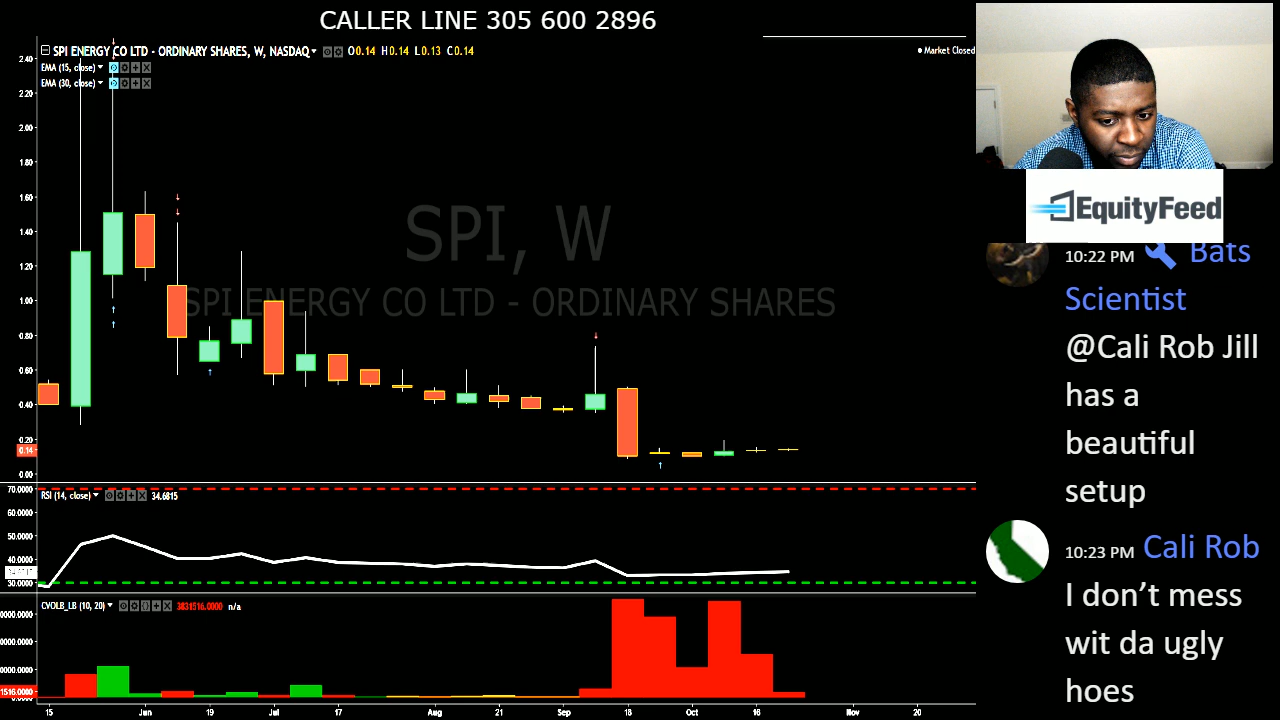 CALLER LINE 305 600 2896
SPI ENERGY CO LTD - ORDINARY SHARES, W, NASDAQ O0.14 H0.14 L0.13 C0.14
Market Closed
EMA (15, close)
EMA (30, close)
2.40
2.20
2.00
1.80
1.60
1.40
1.20
1.00
0.80
0.60
0.40
0.20
0.14
0.00
SPI, W
SPI ENERGY CO LTD - ORDINARY SHARES
RSI (14, close) 34.6815
70.0000
60.0000
50.0000
40.0000
30.0000
CVOLB_LB (10, 20) 3831516.0000 n/a
15 Jun 19 Jul 17 Aug 21 Sep 18 Oct 16 Nov 20
EquityFeed
10:22 PM Bats
Scientist
@Cali Rob Jill
has a
beautiful
setup
10:23 PM Cali Rob
I don't mess
wit da ugly
hoes